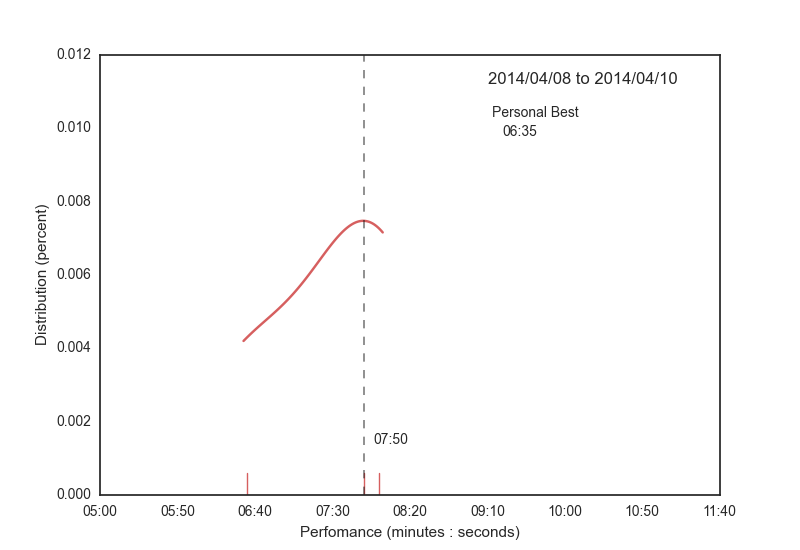 0.012
2014/04/08 to 2014/04/10
Personal Best
06:35
0.010
0.008
0.006
0.004
0.002
0.000
Distribution (percent)
07:50
05:00 05:50 06:40 07:30 08:20 09:10 10:00 10:50 11:40
Perfomance (minutes : seconds)